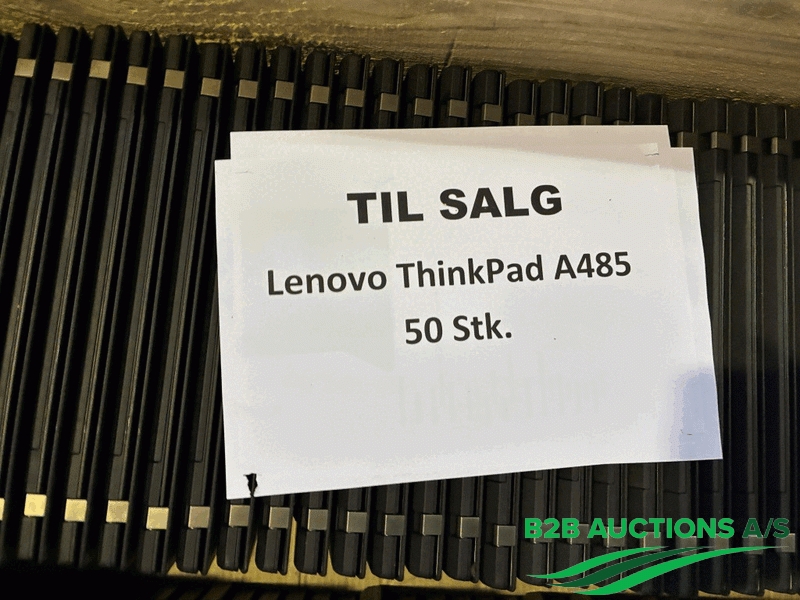 TIL SALG
Lenovo ThinkPad A485
50 Stk.
B2B AUCTIONS A/S